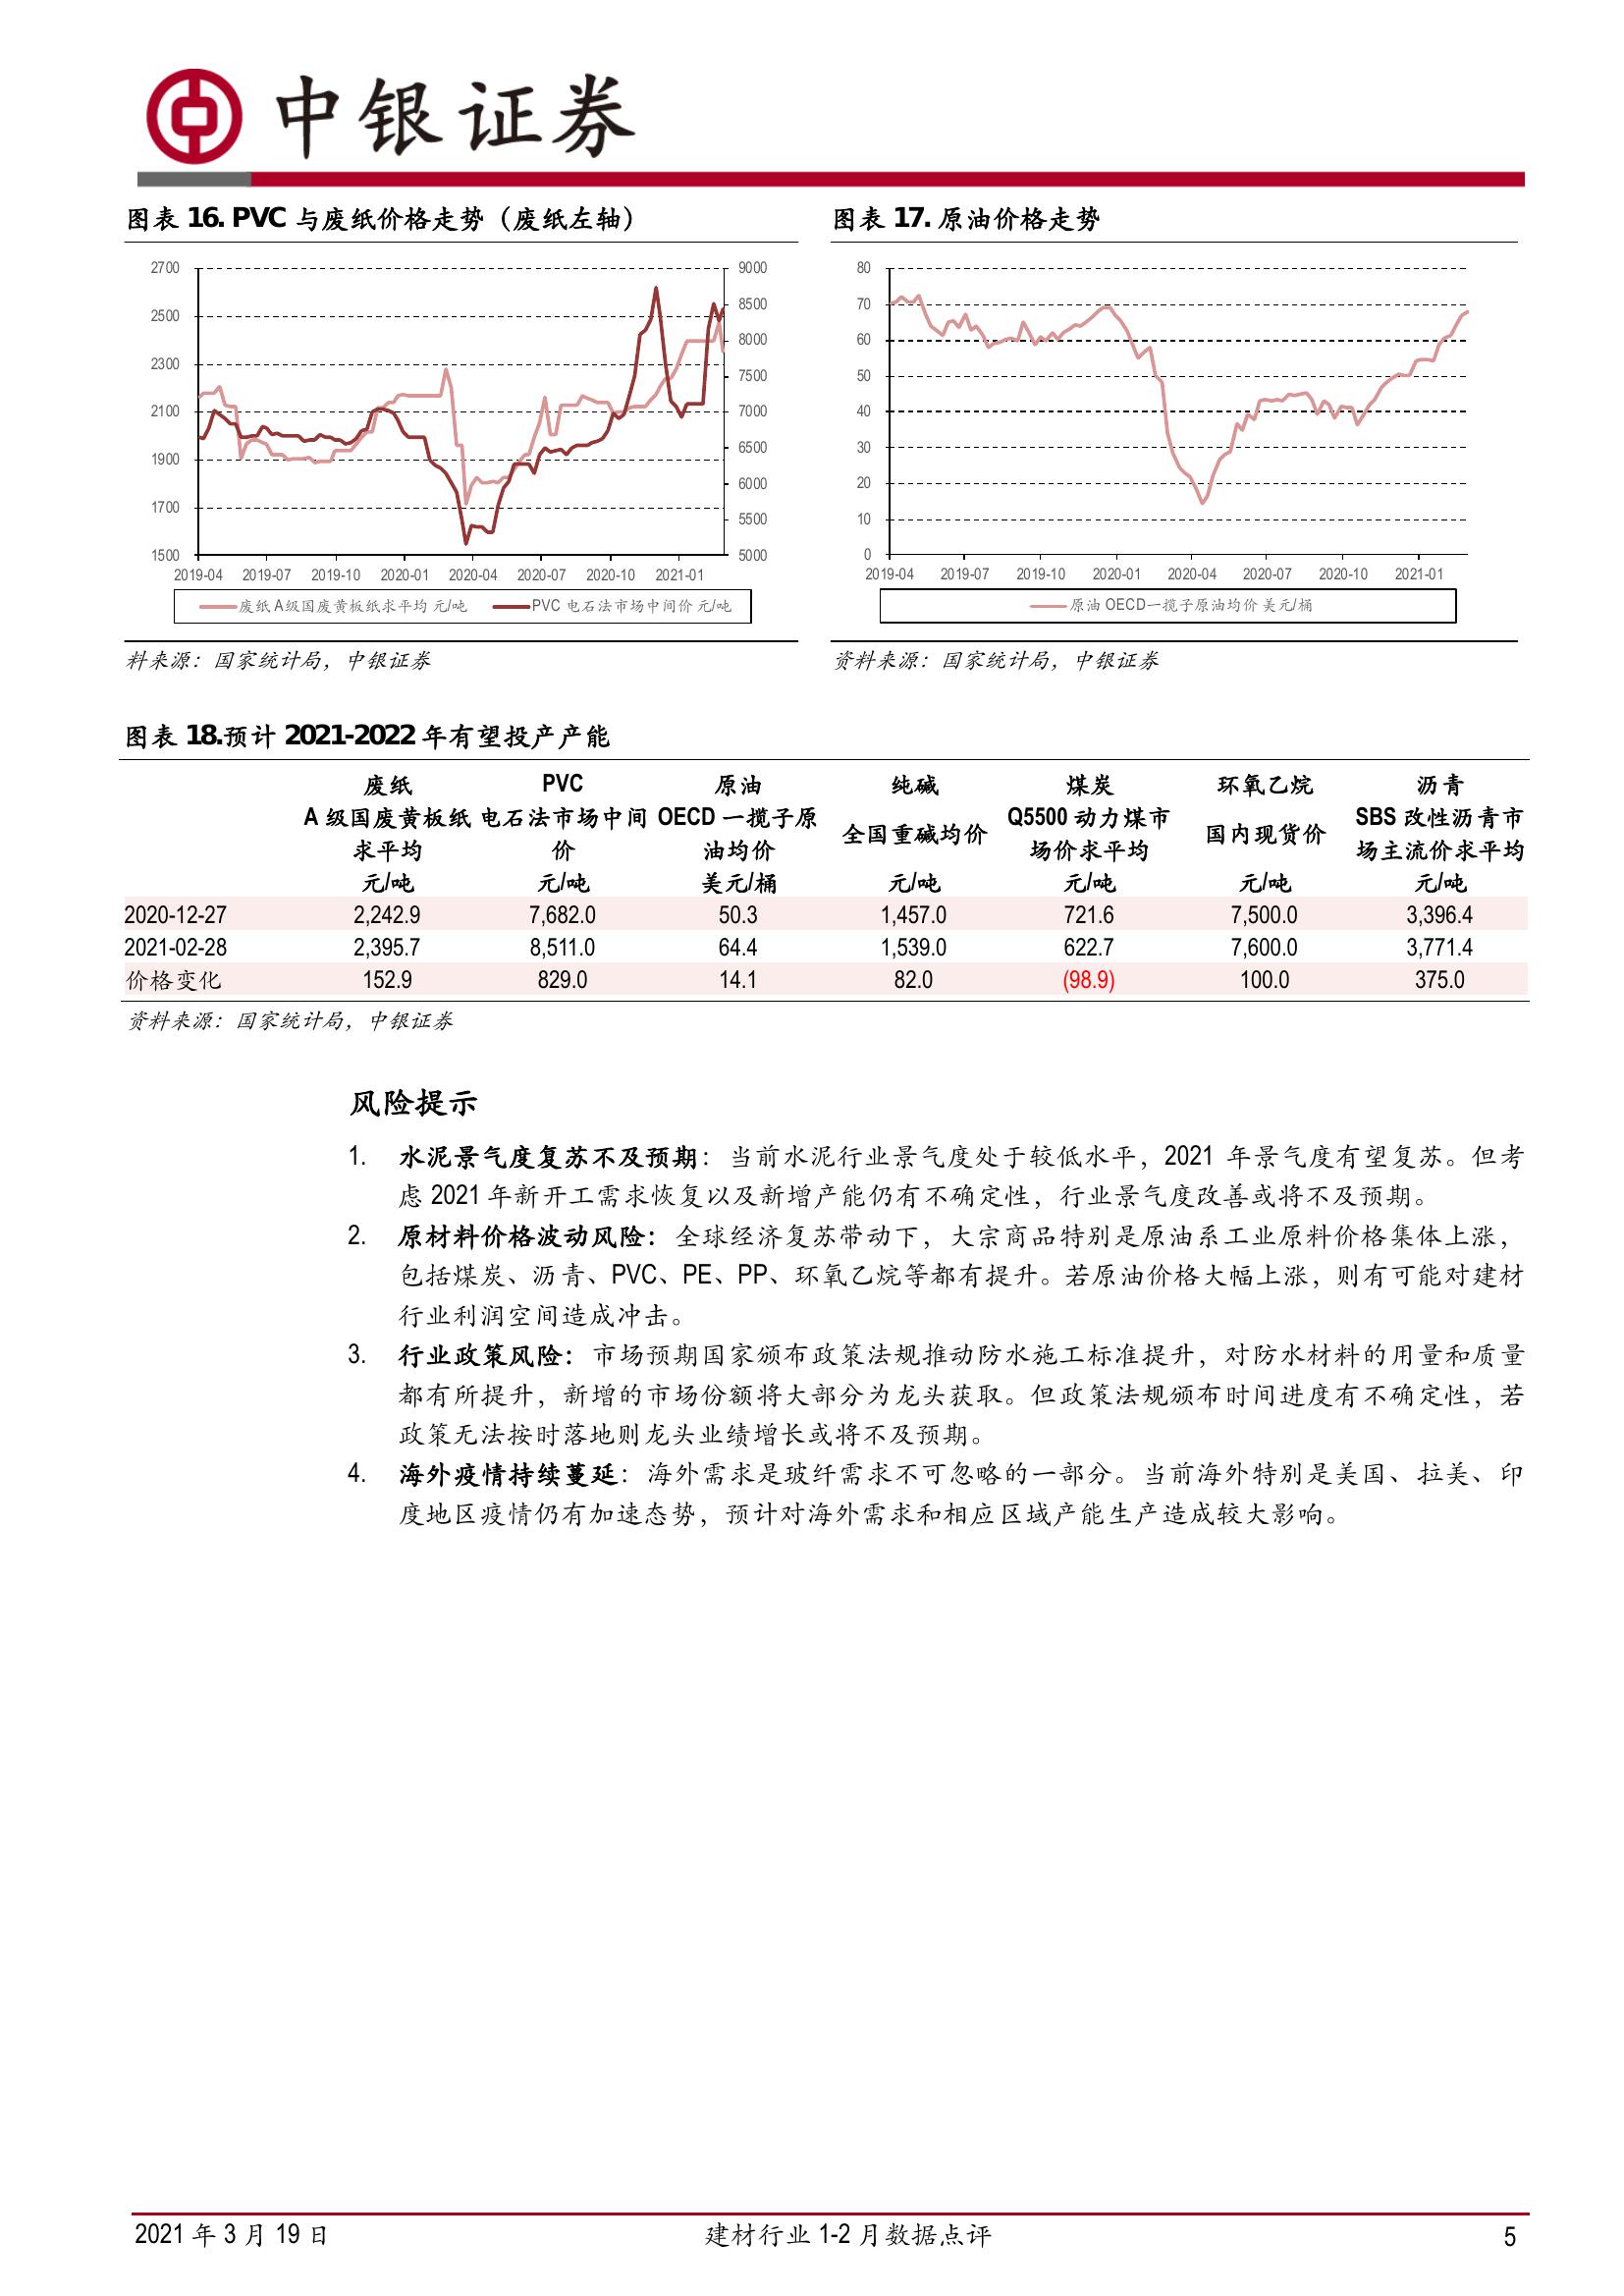 中银证券
图表 16. PVC 与废纸价格走势（废纸左轴）
2700
2500
2300
2100
1900
1700
1500
9000
8500
8000
7500
7000
6500
6000
5500
5000
2019-04 2019-07 2019-10 2020-01 2020-04 2020-07 2020-10 2021-01
废纸 A级国废黄板纸求平均 元/吨 PVC 电石法市场中间价 元/吨
料来源：国家统计局，中银证券
图表 17. 原油价格走势
80
70
60
50
40
30
20
10
0
2019-04 2019-07 2019-10 2020-01 2020-04 2020-07 2020-10 2021-01
原油 OECD一揽子原油均价 美元/桶
资料来源：国家统计局，中银证券
图表 18.预计 2021-2022 年有望投产产能
废纸 PVC 原油 纯碱 煤炭 环氧乙烷 沥青
A 级国废黄板纸 电石法市场中间 OECD 一揽子原 全国重碱均价 Q5500 动力煤市 国内现货价 SBS 改性沥青市
求平均 价 油均价 场价求平均 场主流价求平均
元/吨 元/吨 美元/桶 元/吨 元/吨 元/吨 元/吨
2020-12-27 2,242.9 7,682.0 50.3 1,457.0 721.6 7,500.0 3,396.4
2021-02-28 2,395.7 8,511.0 64.4 1,539.0 622.7 7,600.0 3,771.4
价格变化 152.9 829.0 14.1 82.0 (98.9) 100.0 375.0
资料来源：国家统计局，中银证券
风险提示
1. 水泥景气度复苏不及预期：当前水泥行业景气度处于较低水平，2021 年景气度有望复苏。但考
虑 2021 年新开工需求恢复以及新增产能仍有不确定性，行业景气度改善或将不及预期。
2. 原材料价格波动风险：全球经济复苏带动下，大宗商品特别是原油系工业原料价格集体上涨，
包括煤炭、沥青、PVC、PE、PP、环氧乙烷等都有提升。若原油价格大幅上涨，则有可能对建材
行业利润空间造成冲击。
3. 行业政策风险：市场预期国家颁布政策法规推动防水施工标准提升，对防水材料的用量和质量
都有所提升，新增的市场份额将大部分为龙头获取。但政策法规颁布时间进度有不确定性，若
政策无法按时落地则龙头业绩增长或将不及预期。
4. 海外疫情持续蔓延：海外需求是玻纤需求不可忽略的一部分。当前海外特别是美国、拉美、印
度地区疫情仍有加速态势，预计对海外需求和相应区域产能生产造成较大影响。
2021 年 3 月 19 日 建材行业 1-2 月数据点评 5